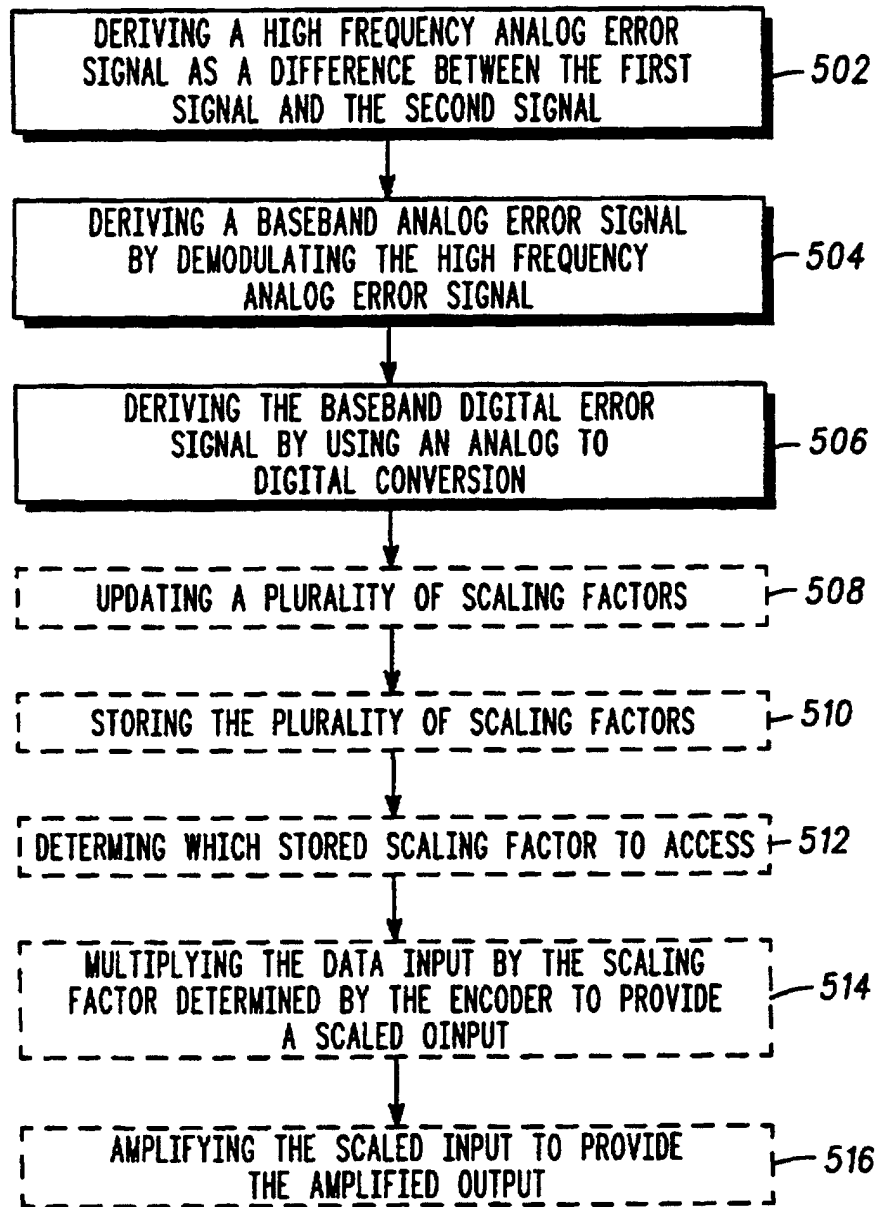 DERIVING A HIGH FREQUENCY ANALOG ERROR
SIGNAL AS A DIFFERENCE BETWEEN THE FIRST
SIGNAL AND THE SECOND SIGNAL
502
DERIVING A BASEBAND ANALOG ERROR SIGNAL
BY DEMODULATING THE HIGH FREQUENCY
ANALOG ERROR SIGNAL
504
DERIVING THE BASEBAND DIGITAL ERROR
SIGNAL BY USING AN ANALOG TO
DIGITAL CONVERSION
506
UPDATING A PLURALITY OF SCALING FACTORS
508
STORING THE PLURALITY OF SCALING FACTORS
510
DETERMING WHICH STORED SCALING FACTOR TO ACCESS
512
MULTIPLYING THE DATA INPUT BY THE SCALING
FACTOR DETERMINED BY THE ENCODER TO PROVIDE
A SCALED OINPUT
514
AMPLIFYING THE SCALED INPUT TO PROVIDE
THE AMPLIFIED OUTPUT
516